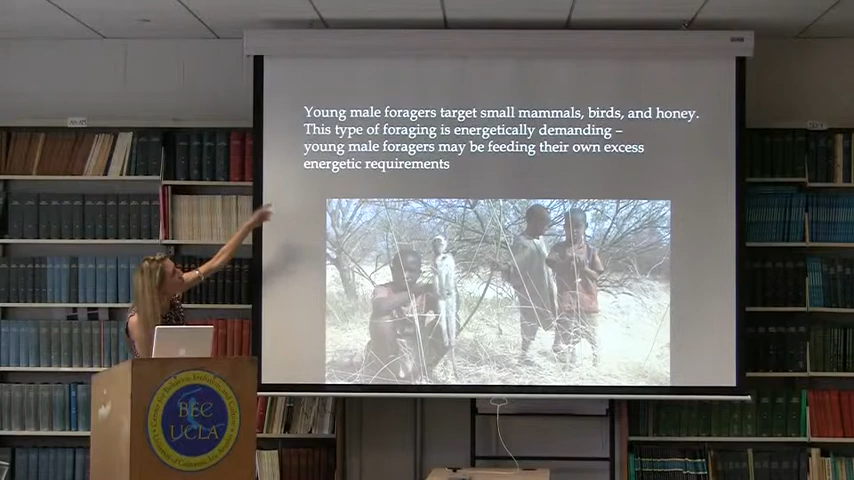 Young male foragers target small mammals, birds, and honey.
This type of foraging is energetically demanding –
young male foragers may be feeding their own excess
energetic requirements
BEC
UCLA